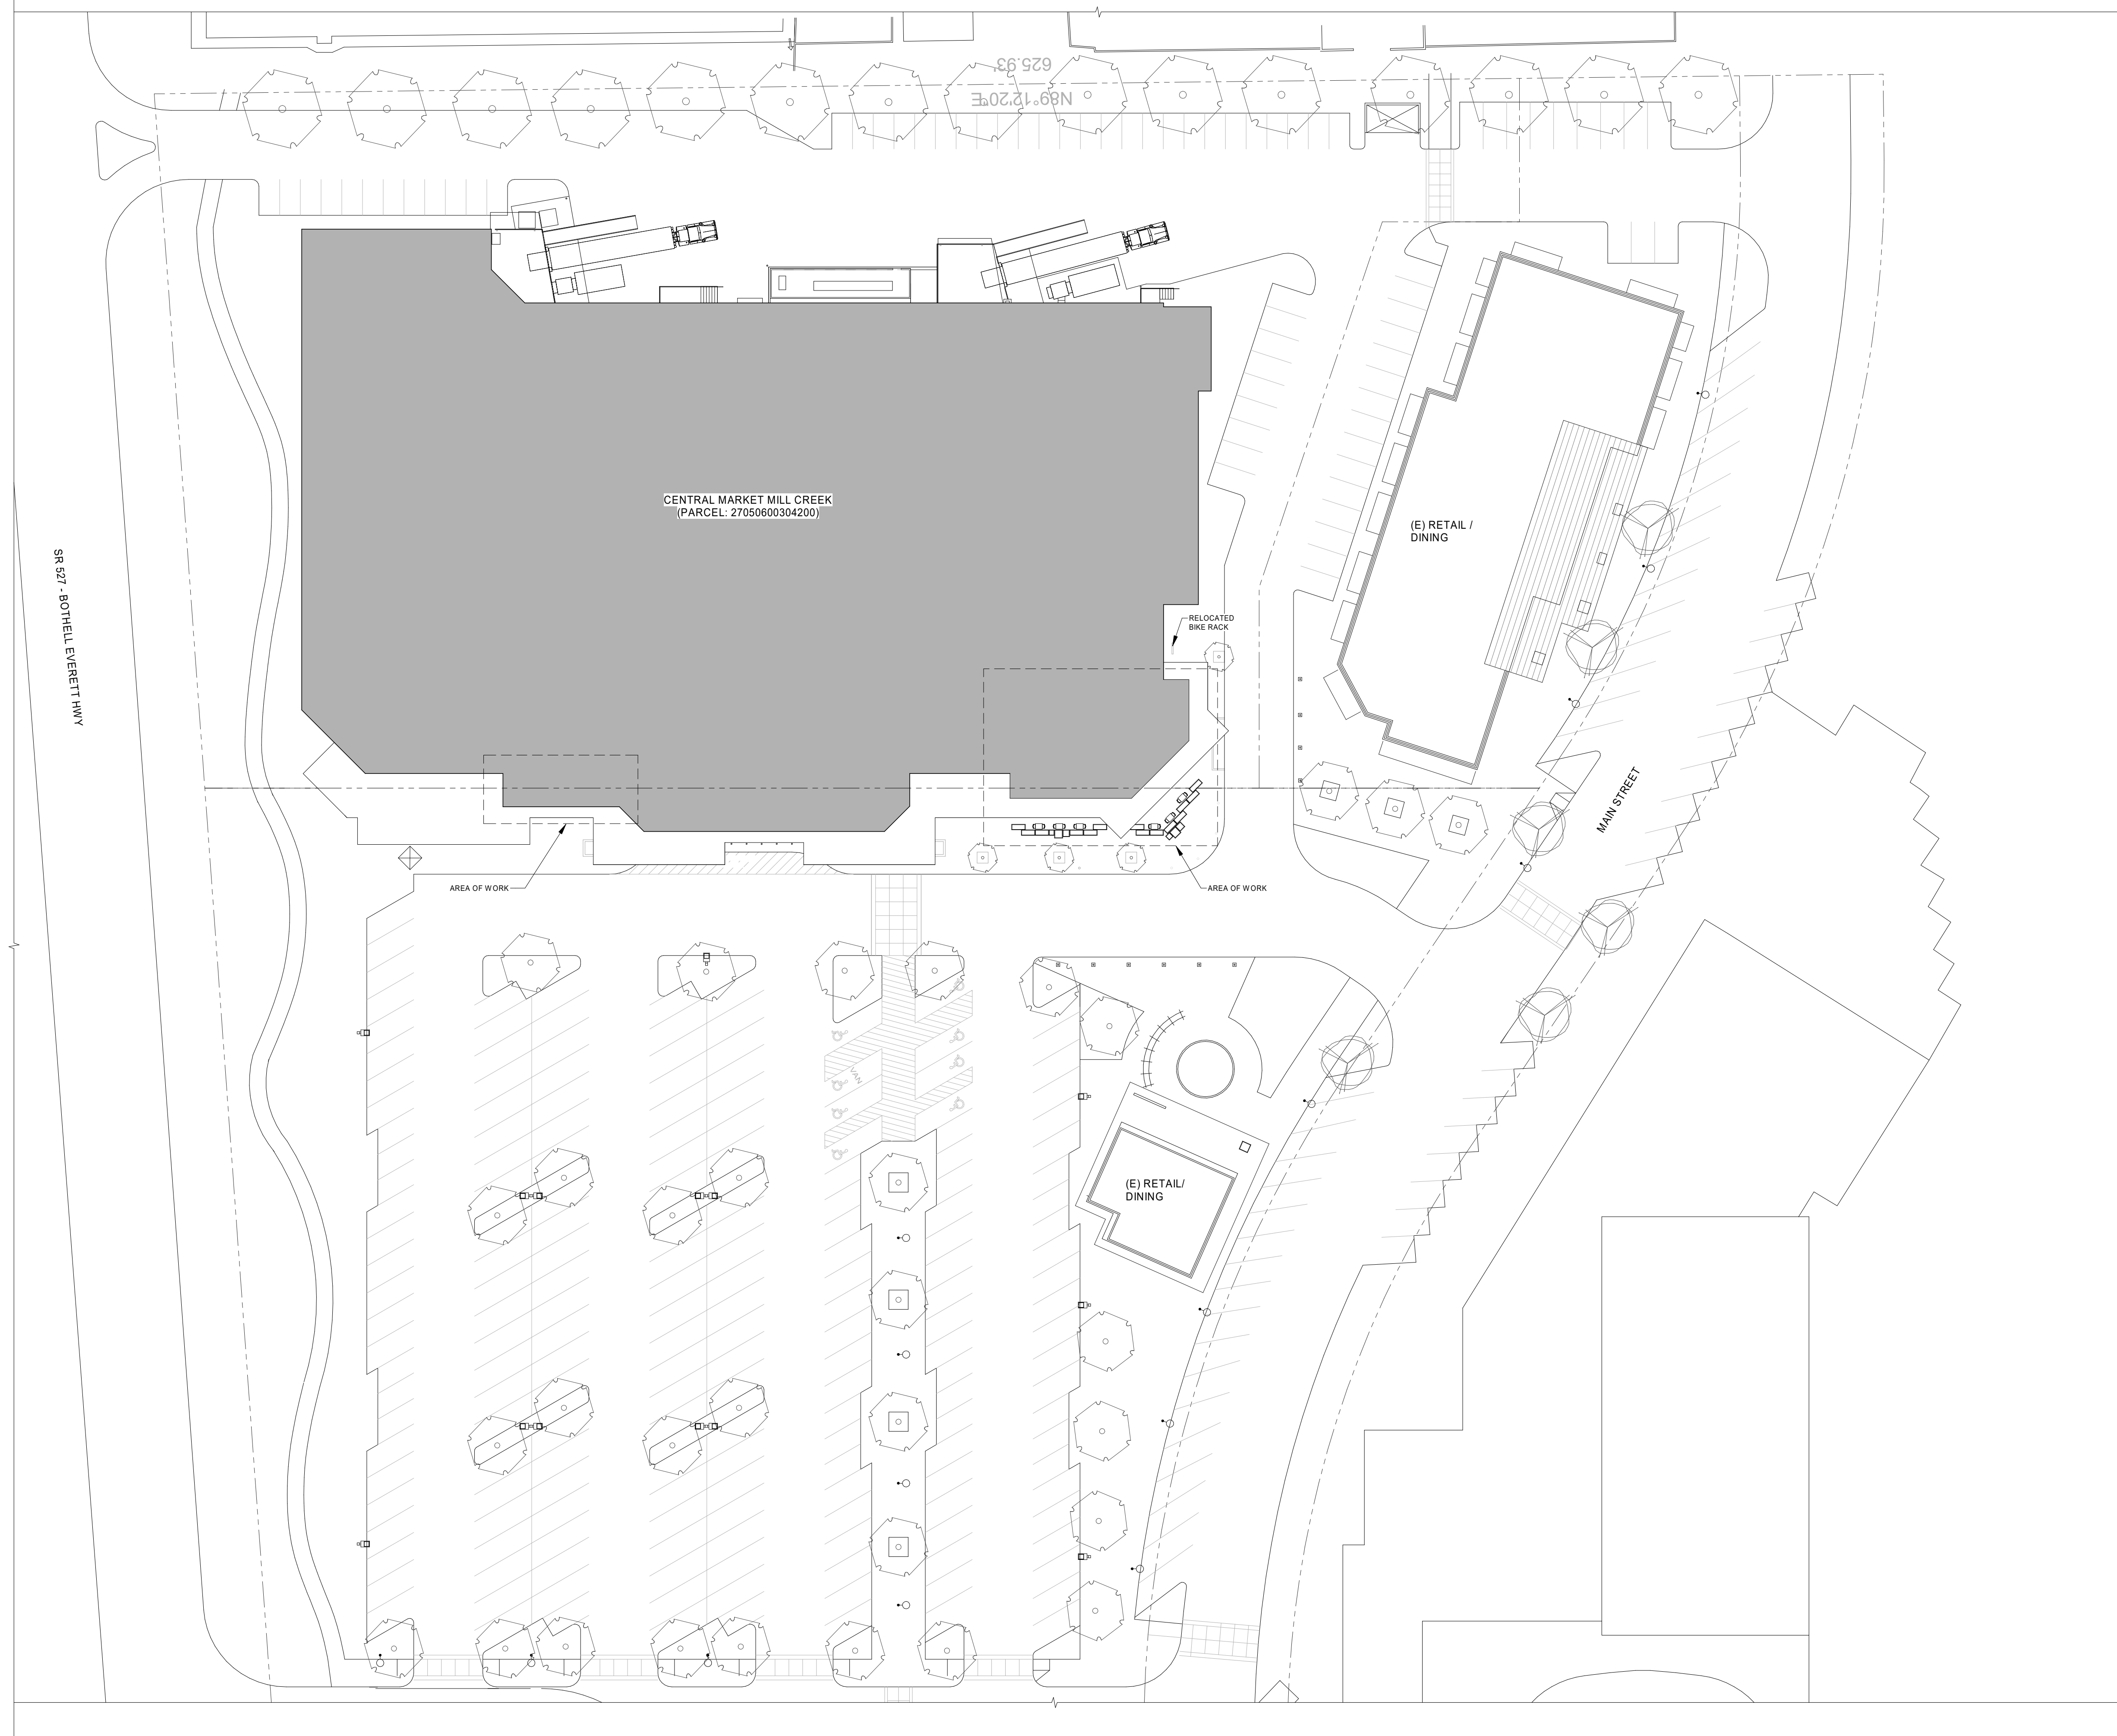 625.93'
N89°12'20"E
CENTRAL MARKET MILL CREEK
(PARCEL: 27050600304200)
(E) RETAIL /
DINING
SR 527 - BOTHELL EVERETT HWY
RELOCATED
BIKE RACK
MAIN STREET
AREA OF WORK
AREA OF WORK
VAN
(E) RETAIL/
DINING